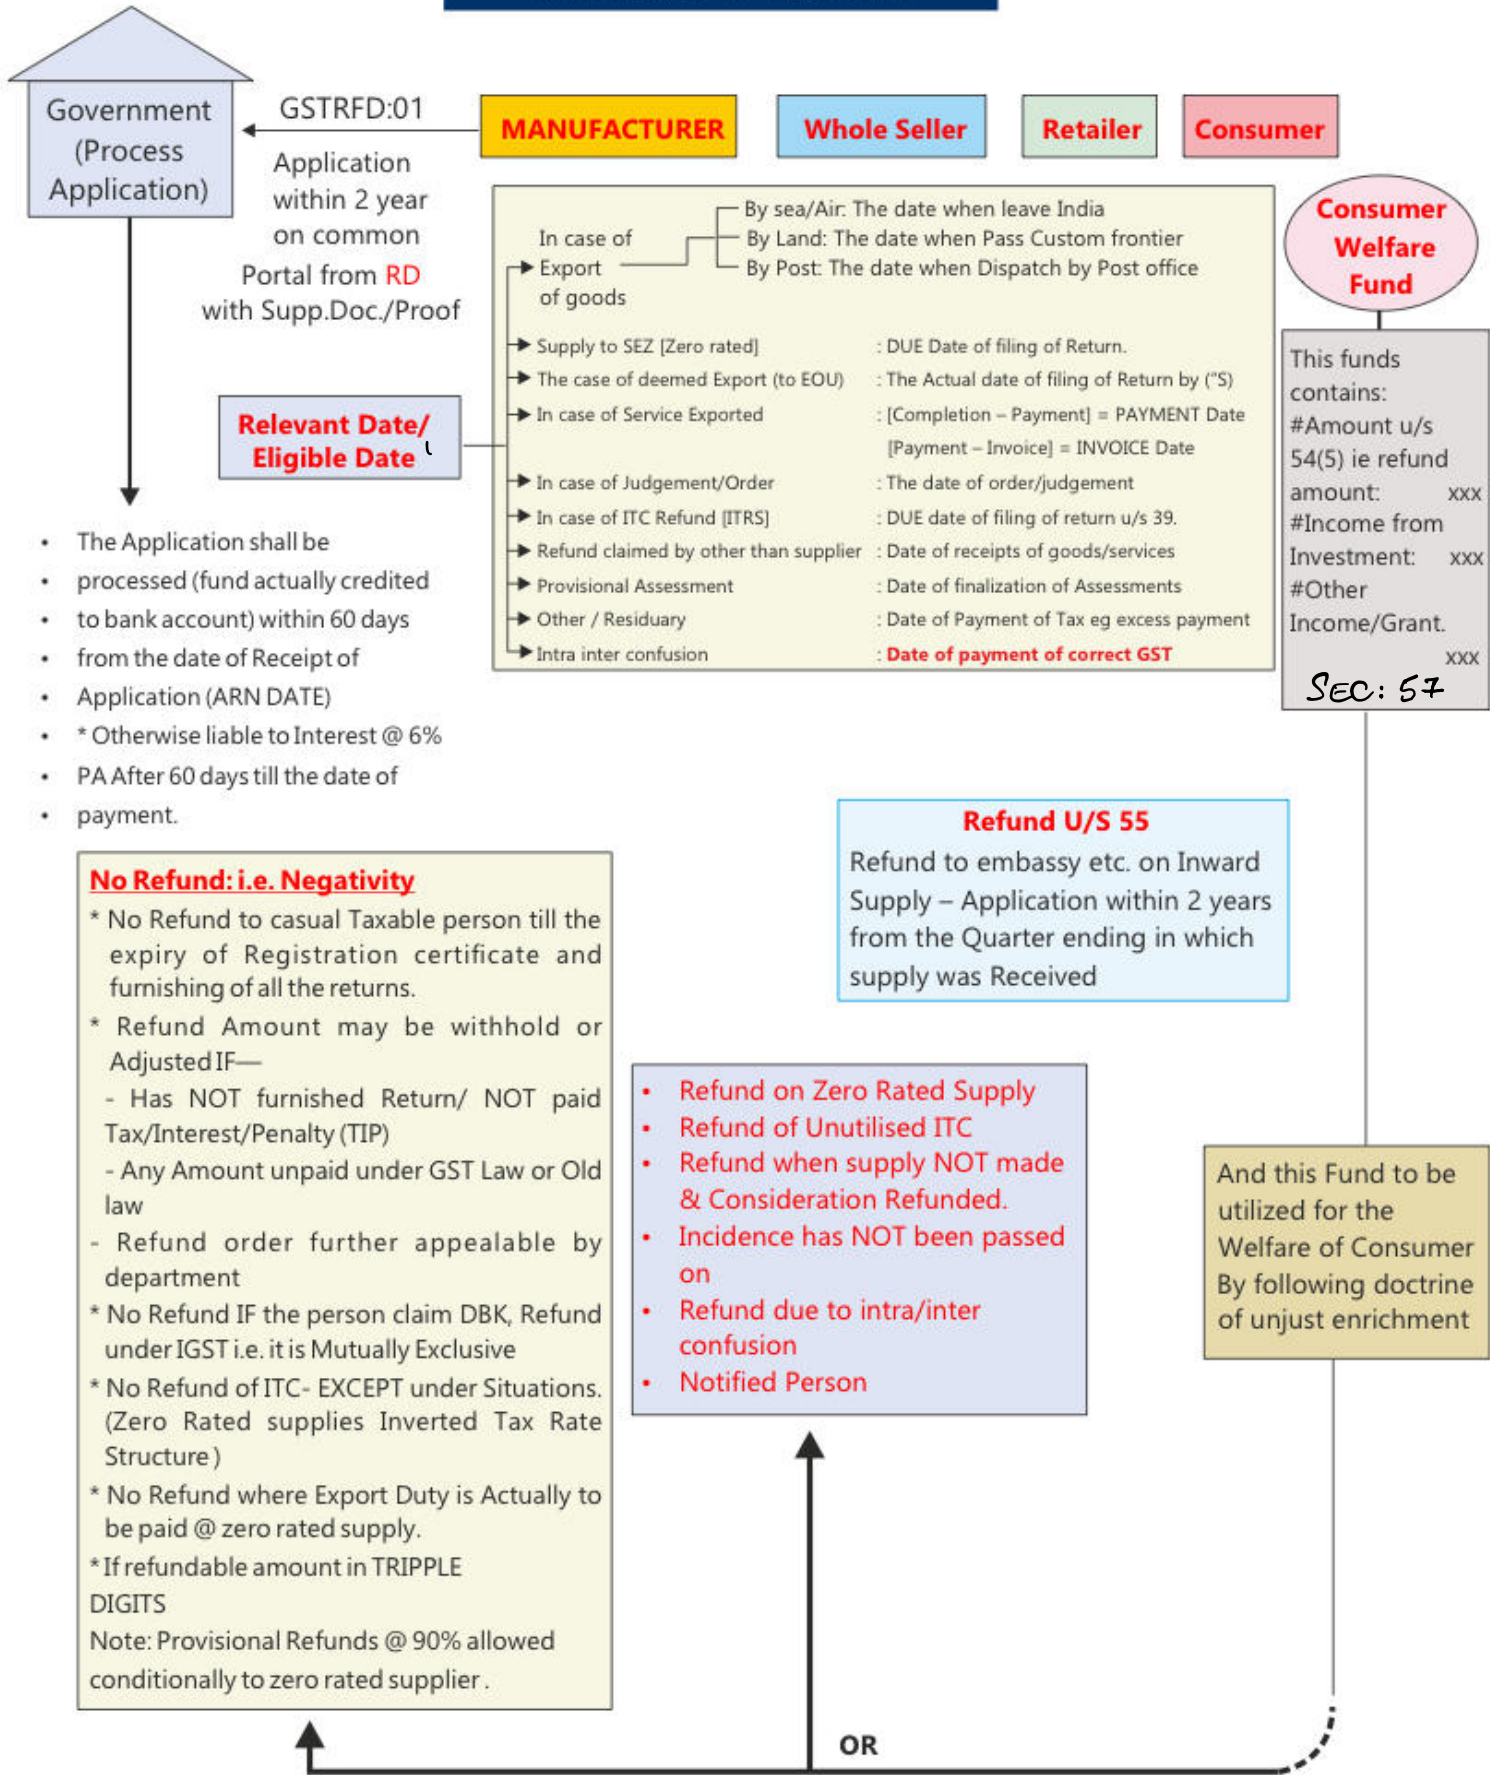 Government
(Process
Application)
GSTRFD:01
Application
within 2 year
on common
Portal from RD
with Supp.Doc./Proof
MANUFACTURER
Whole Seller
Retailer
Consumer
In case of
Export
of goods
By sea/Air: The date when leave India
By Land: The date when Pass Custom frontier
By Post: The date when Dispatch by Post office
Supply to SEZ [Zero rated] : DUE Date of filing of Return.
The case of deemed Export (to EOU) : The Actual date of filing of Return by ("S)
In case of Service Exported : [Completion – Payment] = PAYMENT Date
[Payment – Invoice] = INVOICE Date
In case of Judgement/Order : The date of order/judgement
In case of ITC Refund [ITRS] : DUE date of filing of return u/s 39.
Refund claimed by other than supplier : Date of receipts of goods/services
Provisional Assessment : Date of finalization of Assessments
Other / Residuary : Date of Payment of Tax eg excess payment
Intra inter confusion : Date of payment of correct GST
Relevant Date/
Eligible Date
Consumer
Welfare
Fund
This funds
contains:
#Amount u/s
54(5) ie refund
amount: xxx
#Income from
Investment: xxx
#Other
Income/Grant.
xxx
SEC: 57
• The Application shall be
• processed (fund actually credited
• to bank account) within 60 days
• from the date of Receipt of
• Application (ARN DATE)
• * Otherwise liable to Interest @ 6%
• PA After 60 days till the date of
• payment.
Refund U/S 55
Refund to embassy etc. on Inward
Supply – Application within 2 years
from the Quarter ending in which
supply was Received
No Refund: i.e. Negativity
* No Refund to casual Taxable person till the
expiry of Registration certificate and
furnishing of all the returns.
* Refund Amount may be withhold or
Adjusted IF—
- Has NOT furnished Return/ NOT paid
Tax/Interest/Penalty (TIP)
- Any Amount unpaid under GST Law or Old
law
- Refund order further appealable by
department
* No Refund IF the person claim DBK, Refund
under IGST i.e. it is Mutually Exclusive
* No Refund of ITC- EXCEPT under Situations.
(Zero Rated supplies Inverted Tax Rate
Structure )
* No Refund where Export Duty is Actually to
be paid @ zero rated supply.
* If refundable amount in TRIPPLE
DIGITS
Note: Provisional Refunds @ 90% allowed
conditionally to zero rated supplier .
• Refund on Zero Rated Supply
• Refund of Unutilised ITC
• Refund when supply NOT made
& Consideration Refunded.
• Incidence has NOT been passed
on
• Refund due to intra/inter
confusion
• Notified Person
And this Fund to be
utilized for the
Welfare of Consumer
By following doctrine
of unjust enrichment
OR